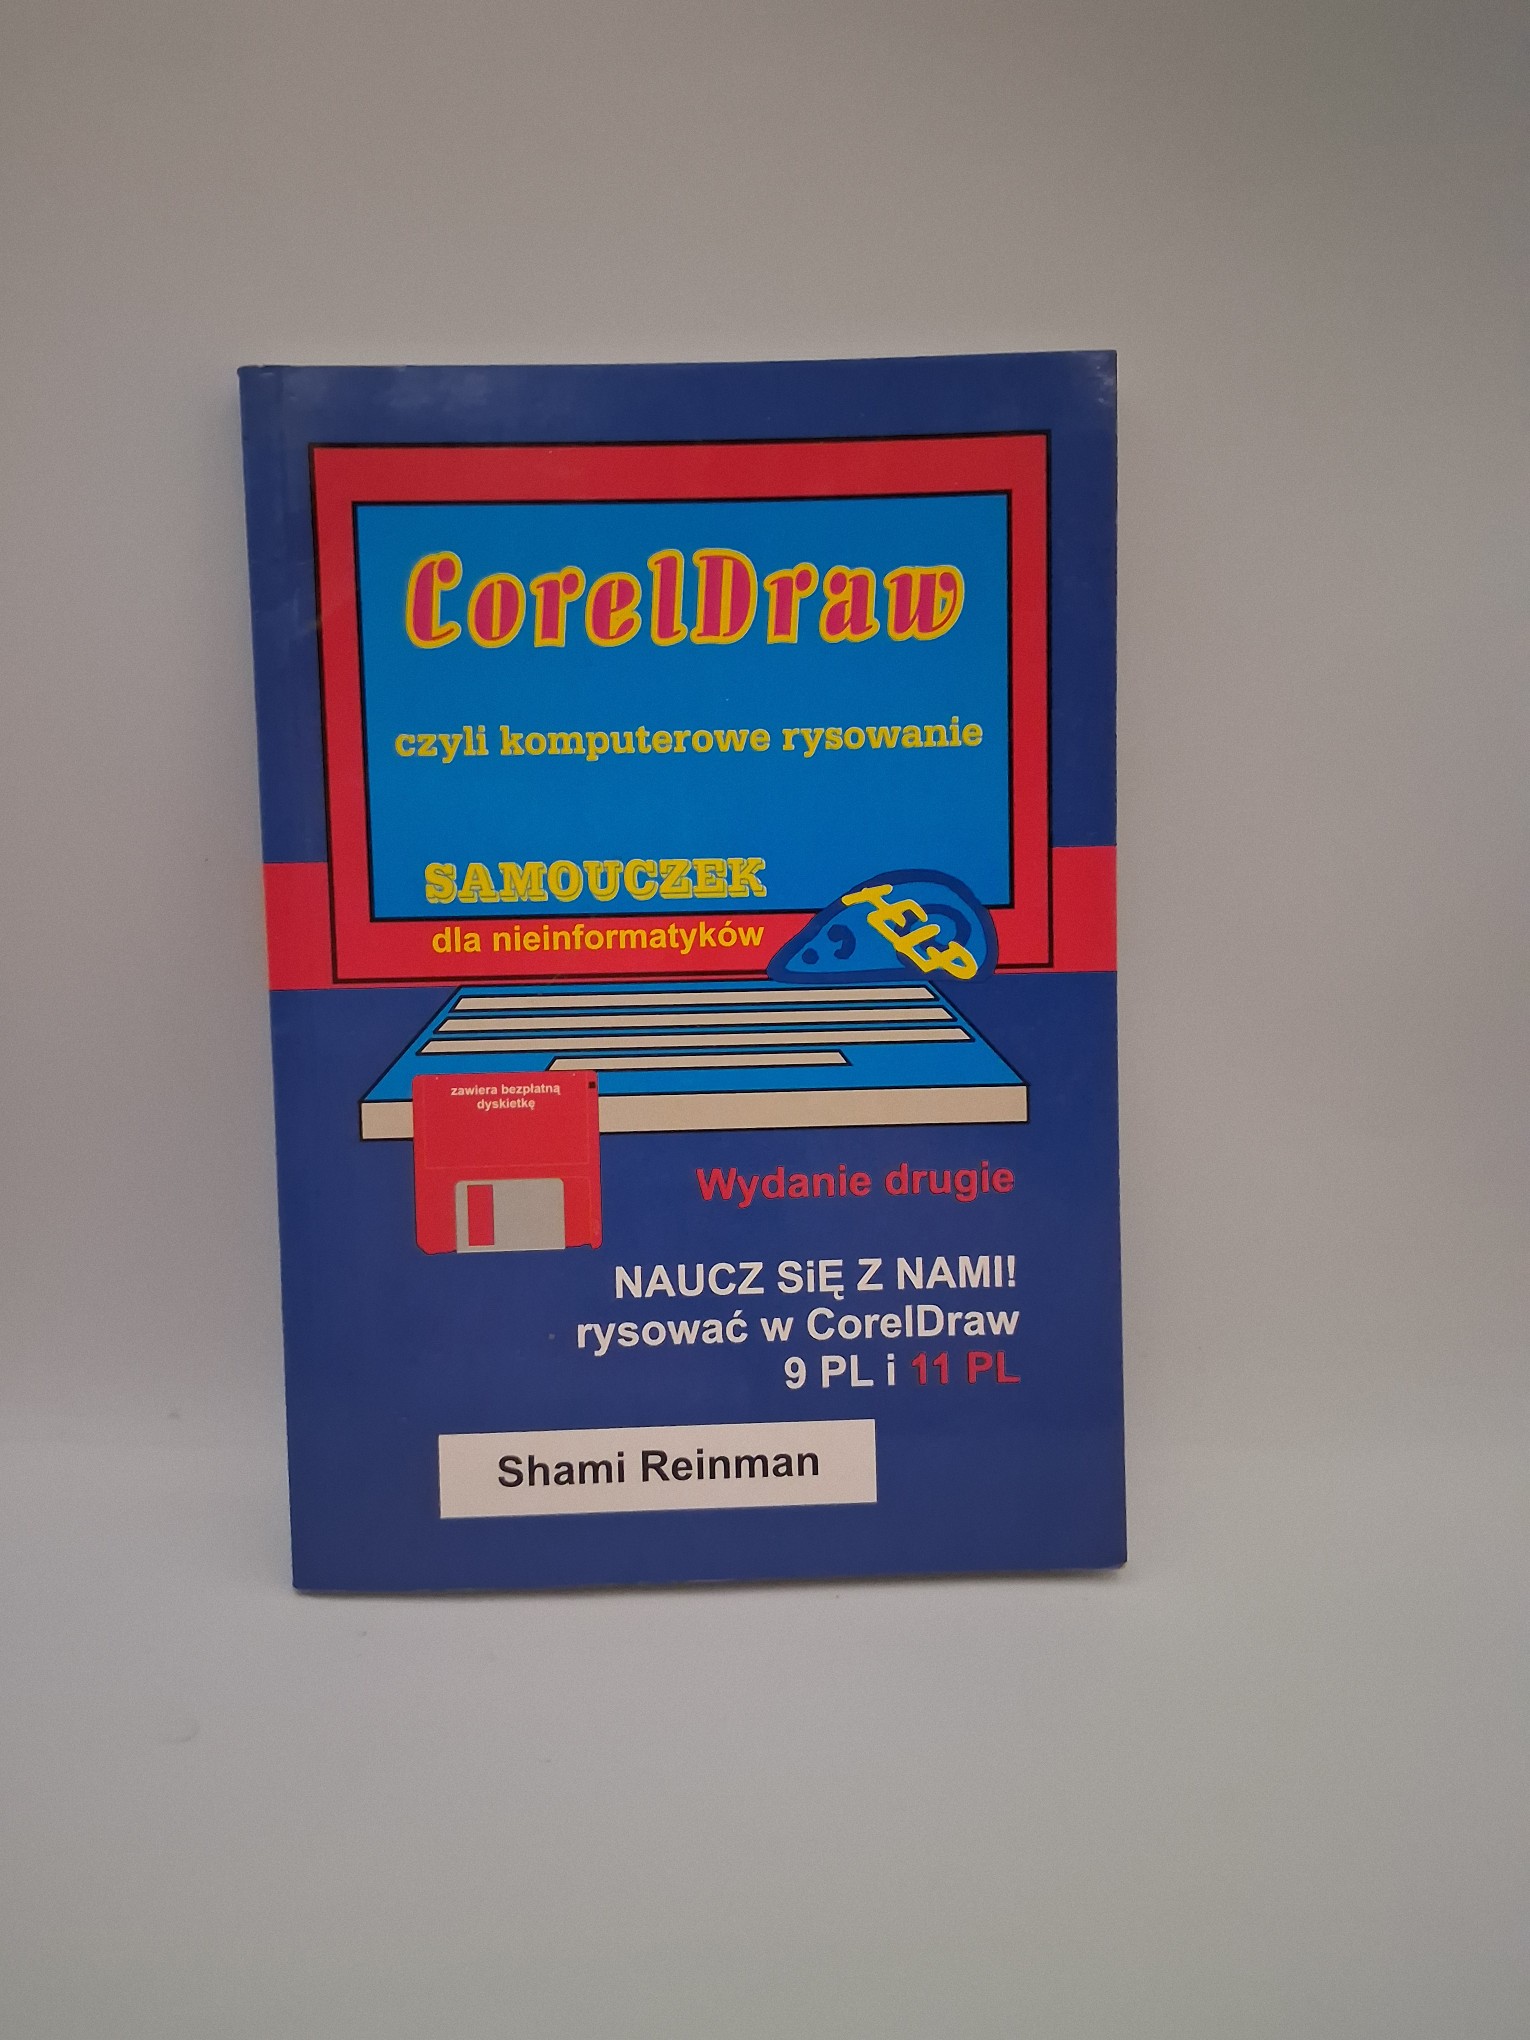 CorelDraw
czyli komputerowe rysowanie
SAMOUCZEK
dla nieinformatyków
HELP
zawiera bezpłatną
dyskietkę
Wydanie drugie
NAUCZ SiĘ Z NAMI!
rysować w CorelDraw
9 PL i 11 PL
Shami Reinman